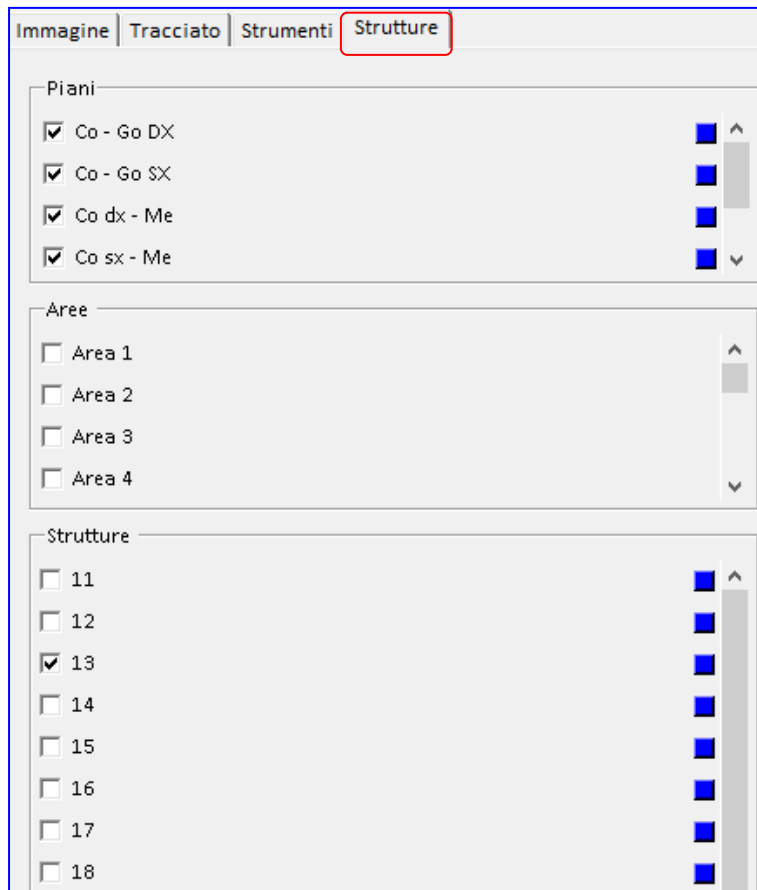 Immagine Tracciato Strumenti Strutture
Piani
Co - Go DX
Co - Go SX
Co dx - Me
Co sx - Me
Aree
Area 1
Area 2
Area 3
Area 4
Strutture
11
12
13
14
15
16
17
18